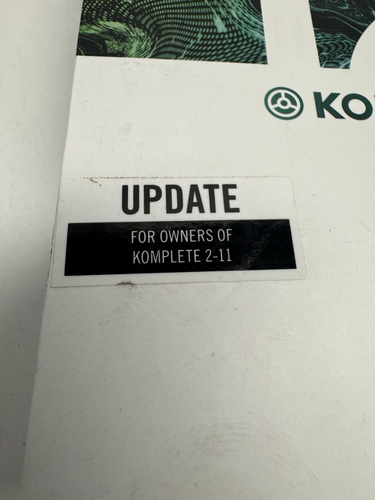 KO
UPDATE
FOR OWNERS OF
KOMPLETE 2-11